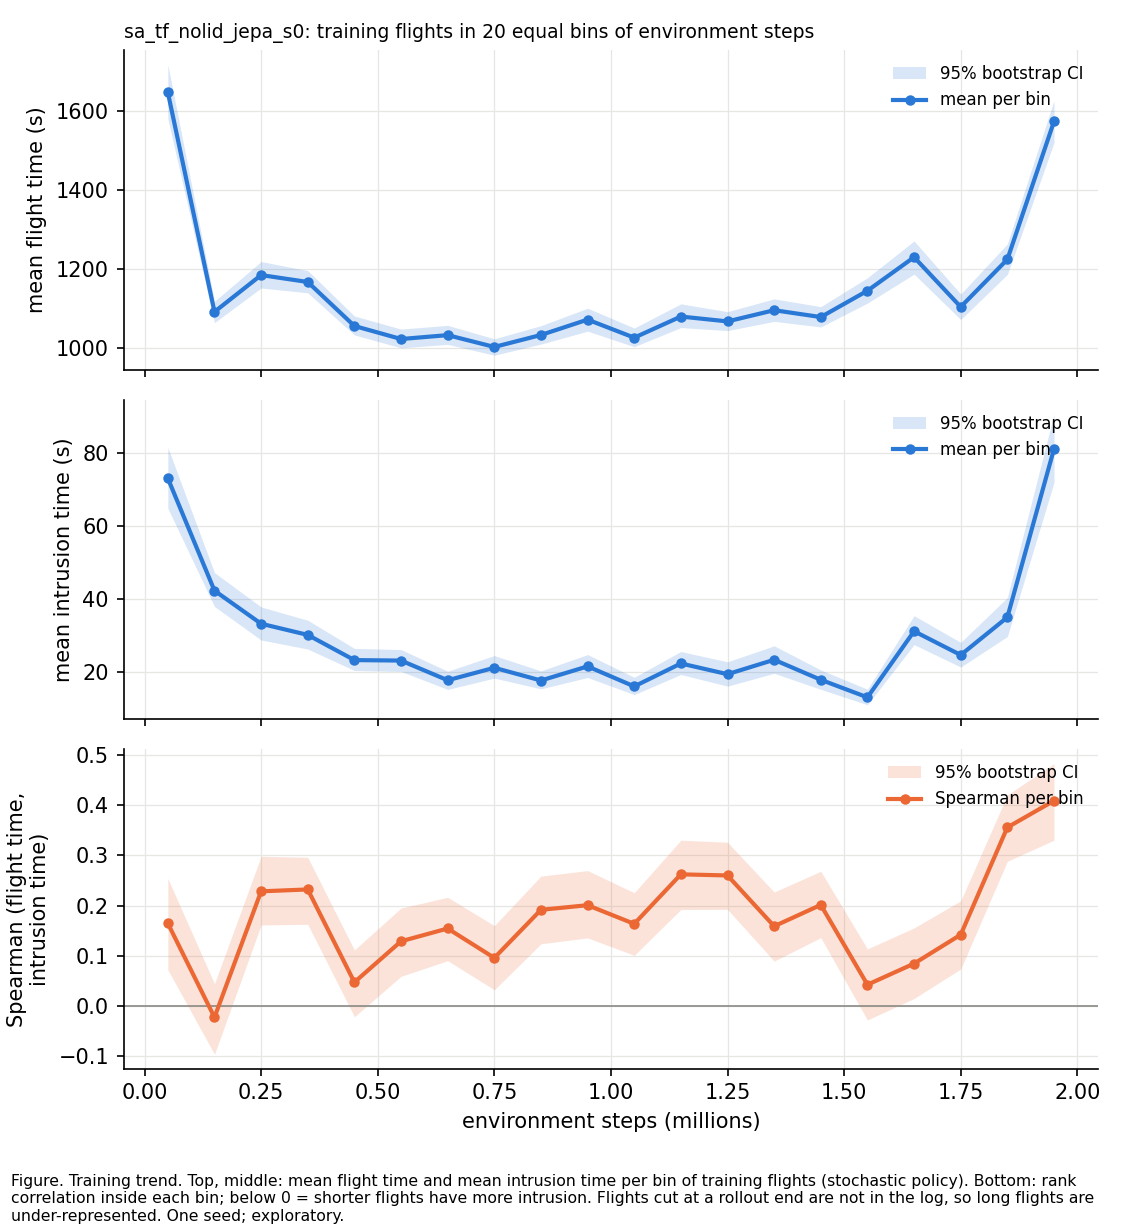 sa_tf_nolid_jepa_s0: training flights in 20 equal bins of environment steps
mean flight time (s)
1600
1400
1200
1000
95% bootstrap CI
mean per bin
mean intrusion time (s)
80
60
40
20
95% bootstrap CI
mean per bin
Spearman (flight time,
intrusion time)
0.5
0.4
0.3
0.2
0.1
0.0
−0.1
95% bootstrap CI
Spearman per bin
0.00 0.25 0.50 0.75 1.00 1.25 1.50 1.75 2.00
environment steps (millions)
Figure. Training trend. Top, middle: mean flight time and mean intrusion time per bin of training flights (stochastic policy). Bottom: rank
correlation inside each bin; below 0 = shorter flights have more intrusion. Flights cut at a rollout end are not in the log, so long flights are
under-represented. One seed; exploratory.